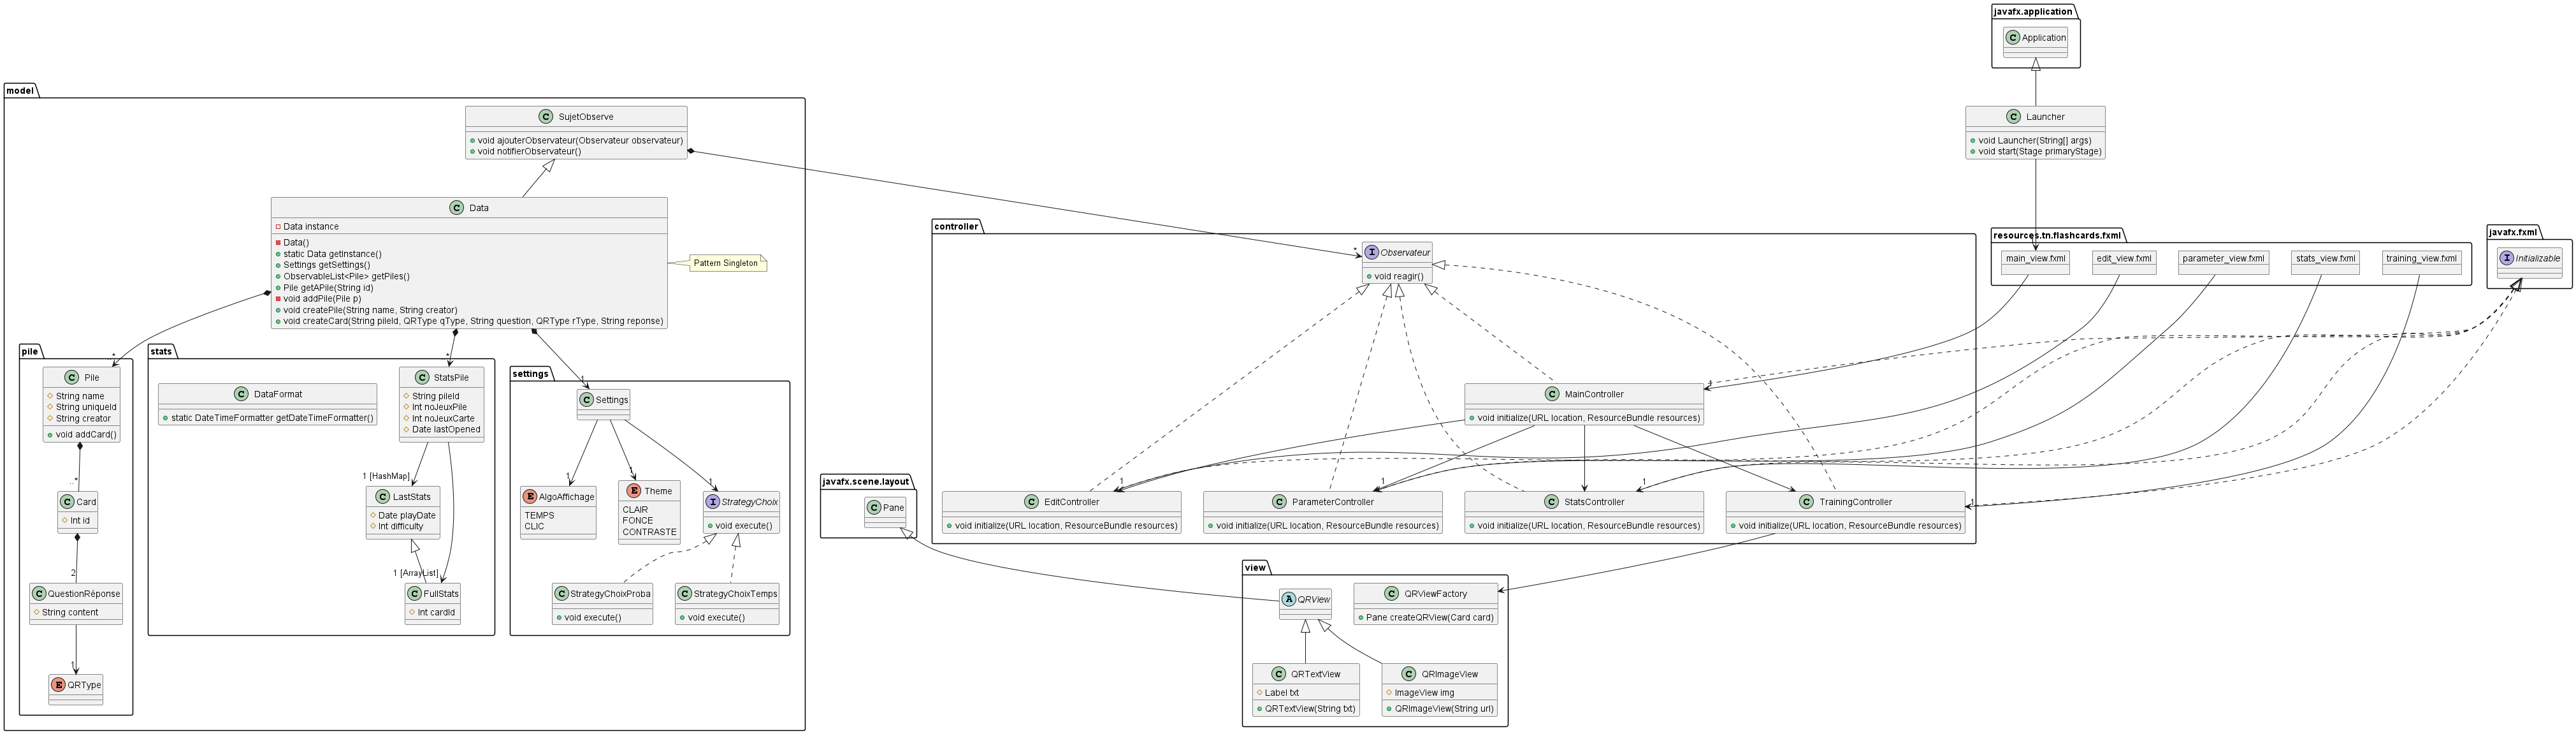 javafx.application
C Application
C Launcher
void Launcher(String[] args)
void start(Stage primaryStage)
model
C SujetObserve
void ajouterObservateur(Observateur observateur)
void notifierObservateur()
C Data
Data instance
Data()
static Data getInstance()
Settings getSettings()
ObservableList<Pile> getPiles()
Pile getAPile(String id)
void addPile(Pile p)
void createPile(String name, String creator)
void createCard(String pileId, QRType qType, String question, QRType rType, String reponse)
Pattern Singleton
..*
..*
1
pile
C Pile
String name
String uniqueId
String creator
void addCard()
..*
C Card
Int id
2
C QuestionRéponse
String content
1
E QRType
stats
C DataFormat
static DateTimeFormatter getDateTimeFormatter()
C StatsPile
String pileId
Int noJeuxPile
Int noJeuxCarte
Date lastOpened
1 [HashMap]
C LastStats
Date playDate
Int difficulty
1 [ArrayList]
C FullStats
Int cardId
settings
C Settings
1
1
1
E AlgoAffichage
TEMPS
CLIC
E Theme
CLAIR
FONCE
CONTRASTE
I StrategyChoix
void execute()
C StrategyChoixProba
void execute()
C StrategyChoixTemps
void execute()
javafx.scene.layout
C Pane
controller
*
I Observateur
void reagir()
1
C MainController
void initialize(URL location, ResourceBundle resources)
1
C EditController
void initialize(URL location, ResourceBundle resources)
1
C ParameterController
void initialize(URL location, ResourceBundle resources)
1
C StatsController
void initialize(URL location, ResourceBundle resources)
1
C TrainingController
void initialize(URL location, ResourceBundle resources)
resources.tn.flashcards.fxml
main_view.fxml
edit_view.fxml
parameter_view.fxml
stats_view.fxml
training_view.fxml
javafx.fxml
I Initializable
view
A QRView
C QRViewFactory
Pane createQRView(Card card)
C QRTextView
Label txt
QRTextView(String txt)
C QRImageView
ImageView img
QRImageView(String url)